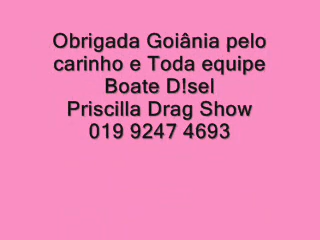 Obrigada Goiânia pelo
carinho e Toda equipe
Boate D!sel
Priscilla Drag Show
019 9247 4693